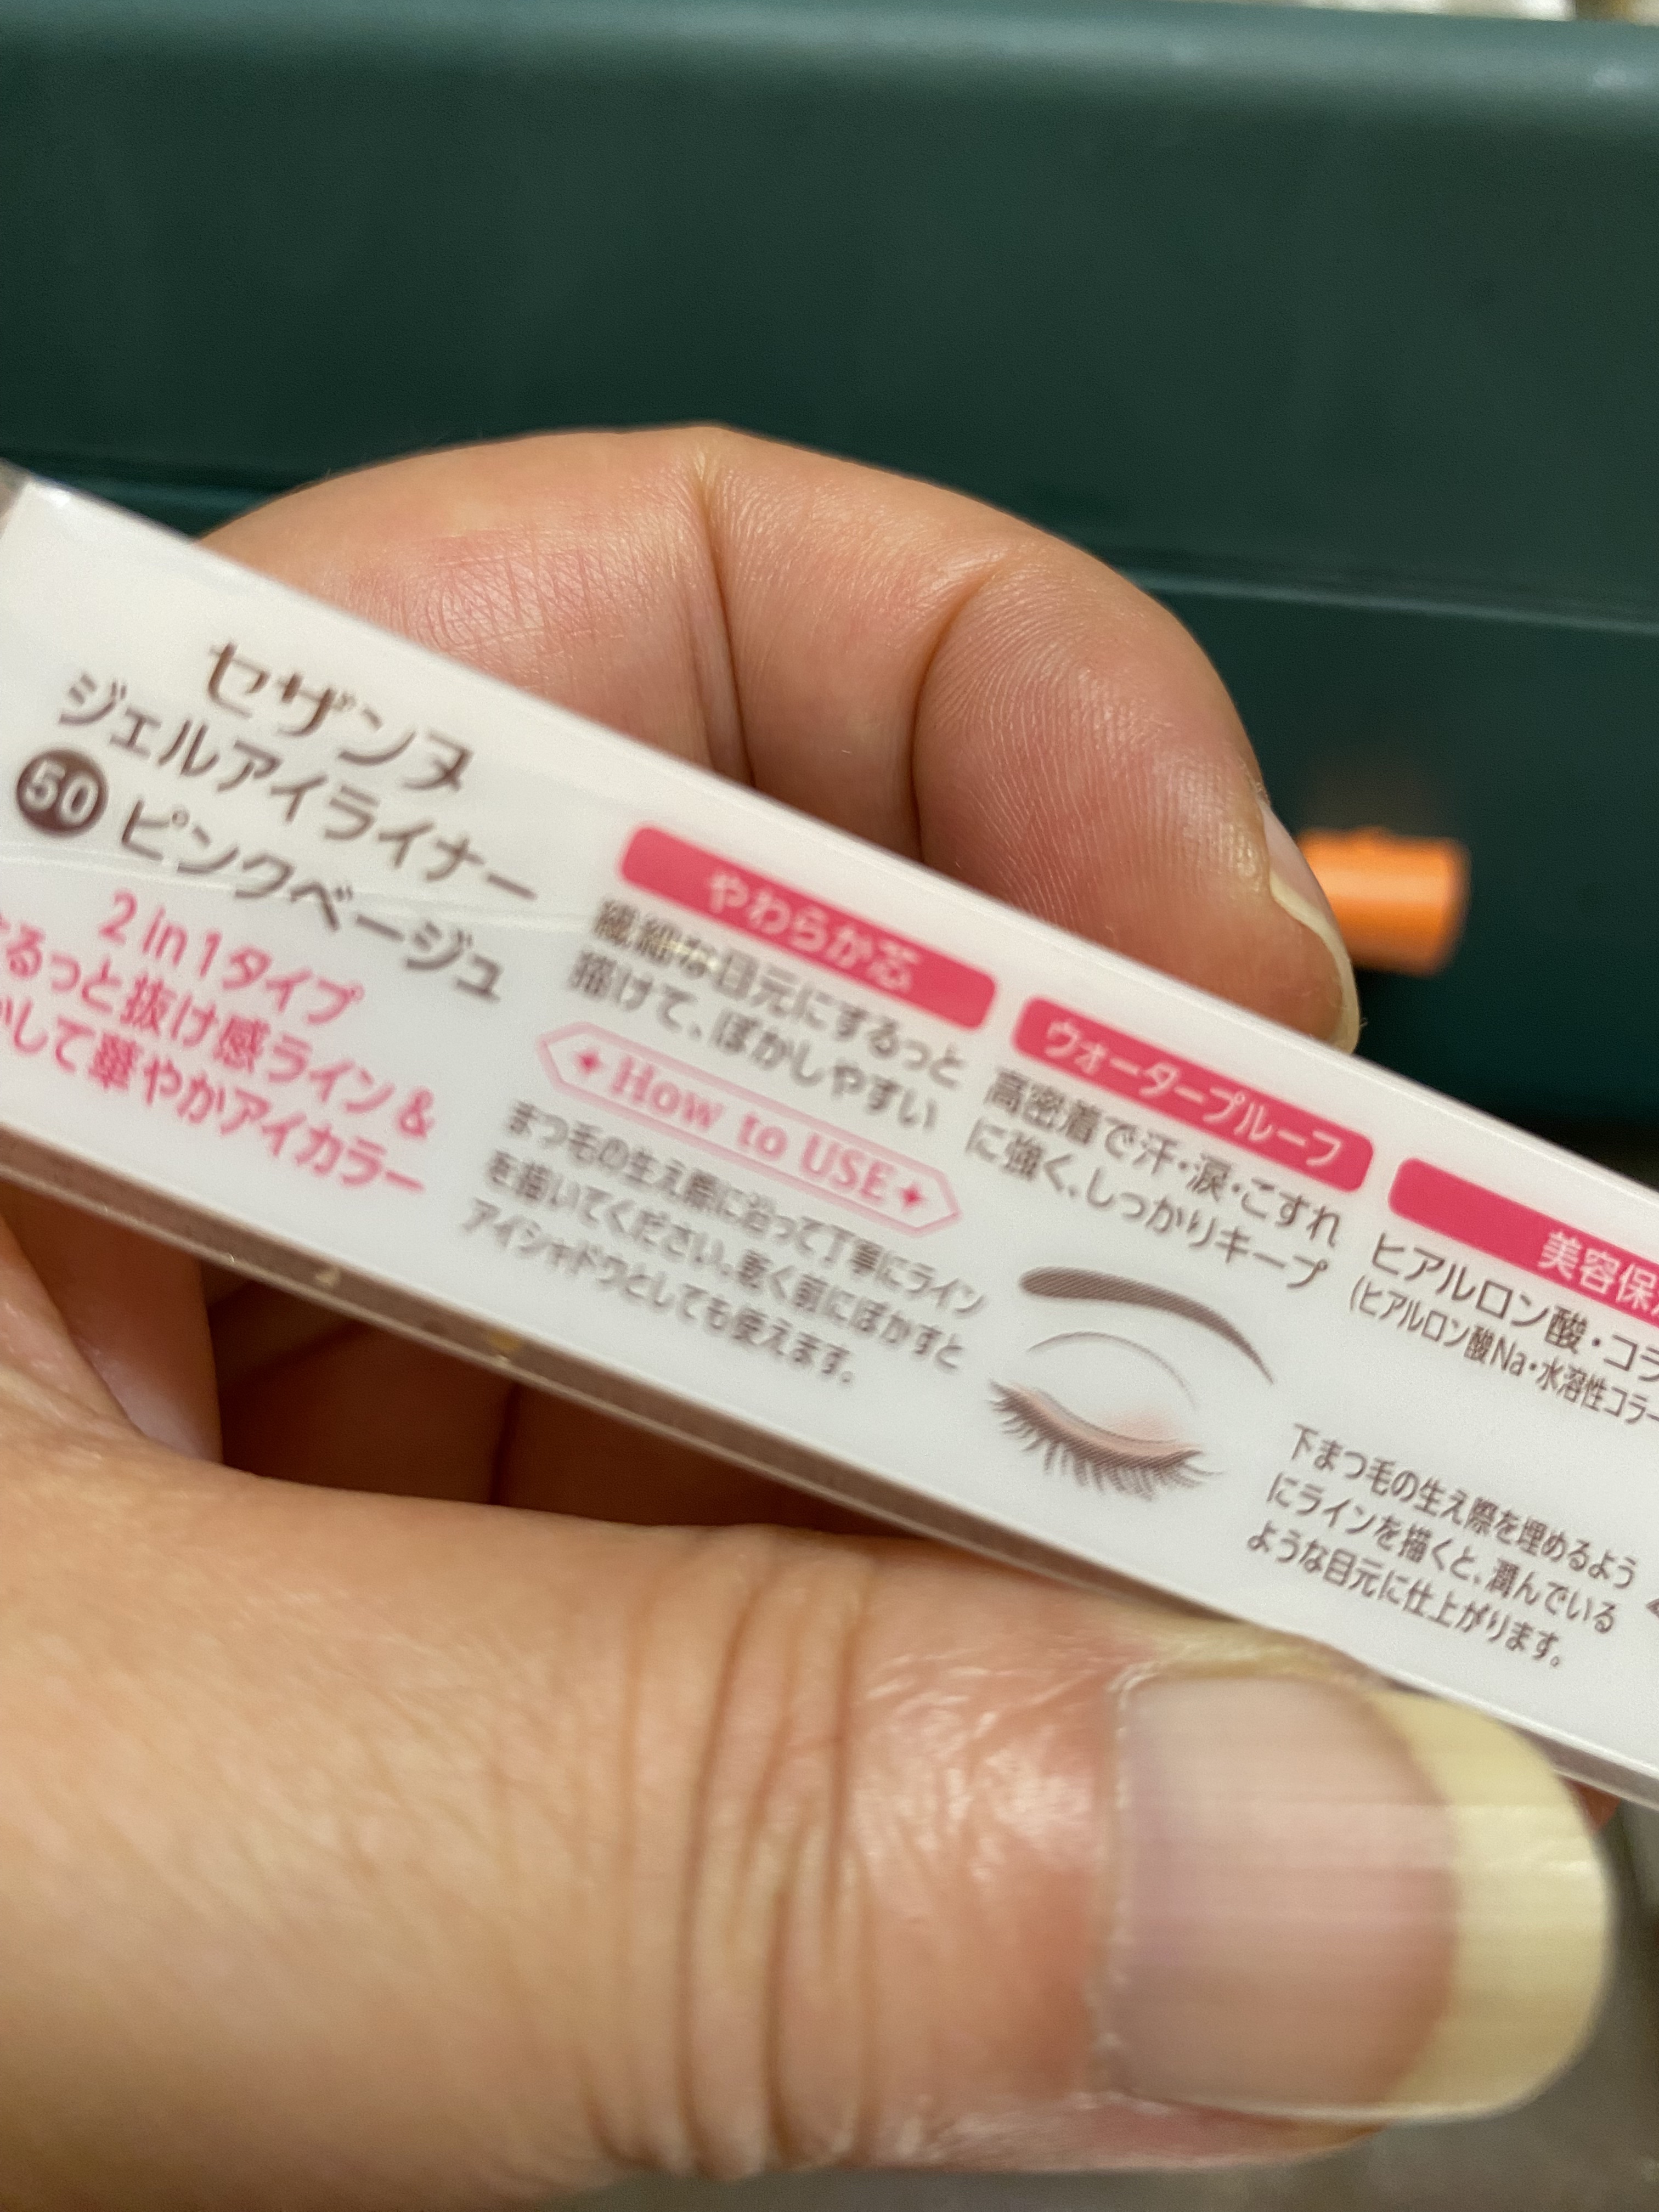 セザンヌ
ジェルアイライナー
50 ピンクベージュ
2 in 1タイプ
るっと抜け感ライン &
かして華やかアイカラー
やわらか芯
繊細な目元にするっと
描けて、ぼかしやすい
ウォータープルーフ
高密着で汗・涙・こすれ
に強く、しっかりキープ
美容保
ヒアルロン酸・コラ
(ヒアルロン酸Na・水溶性コラー
How to USE
まつ毛の生え際に沿って丁寧にライン
を描いてください。乾く前にぼかすと
アイシャドウとしても使えます。
下まつ毛の生え際を埋めるよう
にラインを描くと、潤んでいる
ような目元に仕上がります。